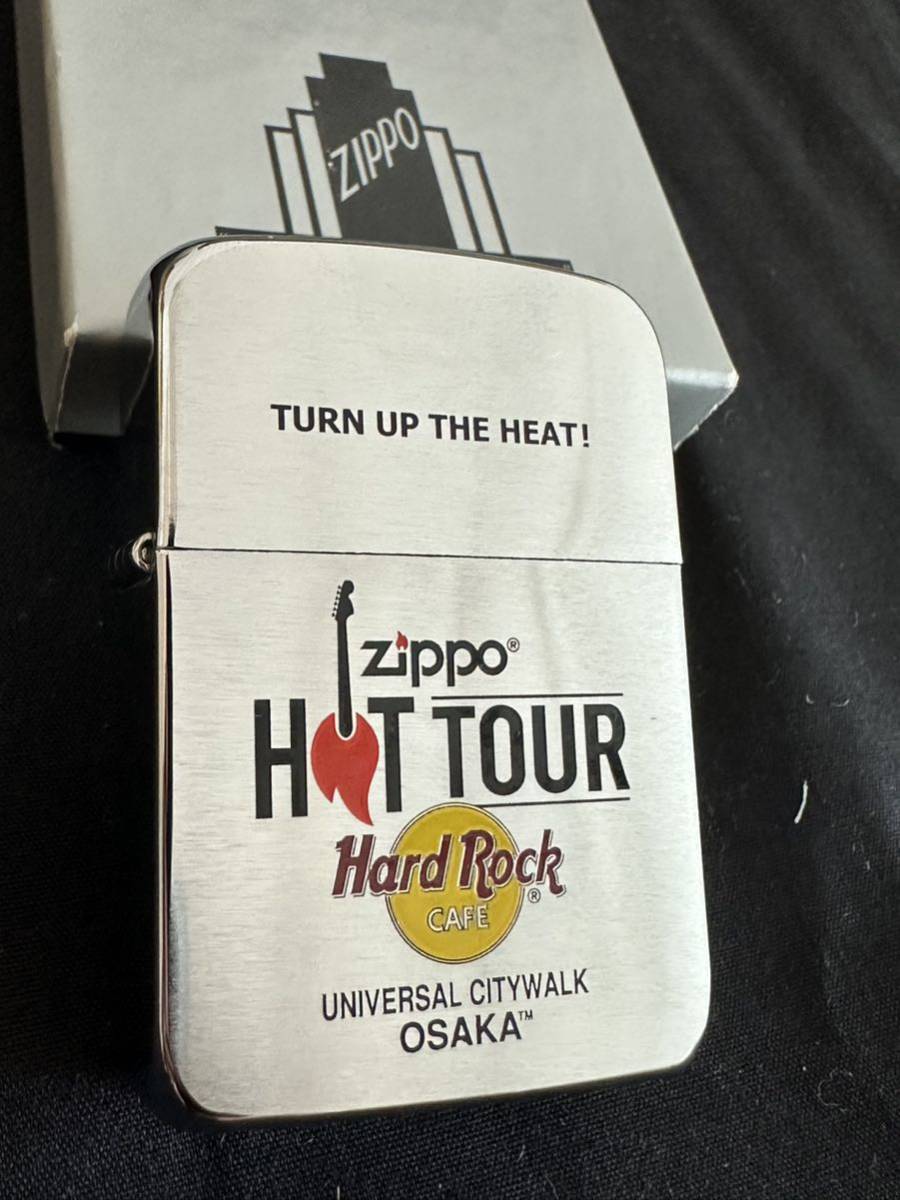 ZIPPO
TURN UP THE HEAT!
zippo®
HOT TOUR
Hard Rock®
CAFE
UNIVERSAL CITYWALK
OSAKA™